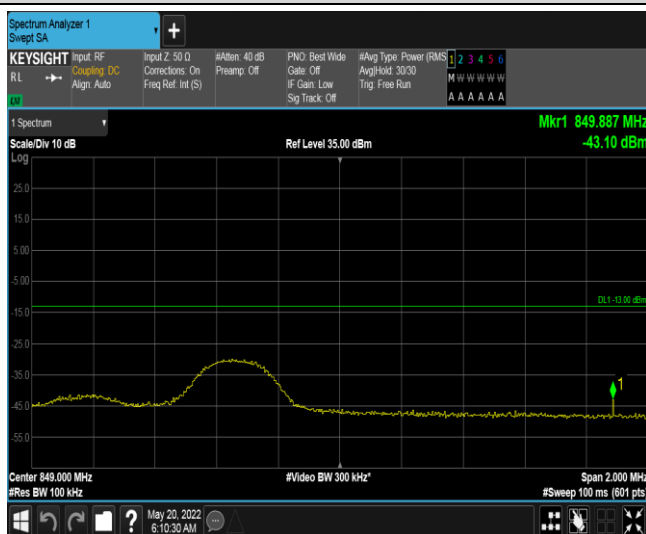 Spectrum Analyzer 1
Swept SA
+
KEYSIGHT Input: RF Input Z: 50 Ω #Atten: 40 dB PNO: Best Wide #Avg Type: Power (RMS 1 2 3 4 5 6
RL Coupling: DC Corrections: On Preamp: Off Gate: Off Avg|Hold: 30/30 M W W W W W
Align: Auto Freq Ref: Int (S) IF Gain: Low Trig: Free Run
Sig Track: Off A A A A A A
1 Spectrum
Mkr1 849.887 MHz
Scale/Div 10 dB Ref Level 35.00 dBm -43.10 dBm
Log
25.0
15.0
5.00
-5.00
DL1 -13.00 dBm
-15.0
-25.0
-35.0
1
-45.0
-55.0
Center 849.000 MHz #Video BW 300 kHz* Span 2.000 MHz
#Res BW 100 kHz #Sweep 100 ms (601 pts)
? May 20, 2022
6:10:30 AM